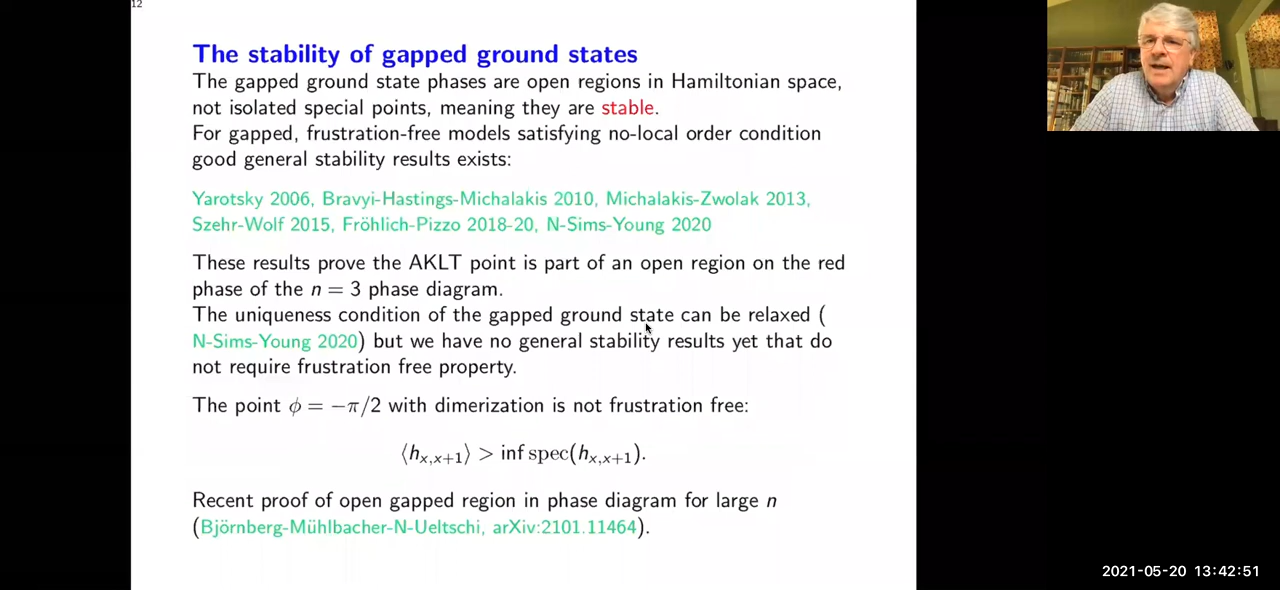 12
The stability of gapped ground states
The gapped ground state phases are open regions in Hamiltonian space,
not isolated special points, meaning they are stable.
For gapped, frustration-free models satisfying no-local order condition
good general stability results exists:
Yarotsky 2006, Bravyi-Hastings-Michalakis 2010, Michalakis-Zwolak 2013,
Szehr-Wolf 2015, Fröhlich-Pizzo 2018-20, N-Sims-Young 2020
These results prove the AKLT point is part of an open region on the red
phase of the n = 3 phase diagram.
The uniqueness condition of the gapped ground state can be relaxed (
N-Sims-Young 2020) but we have no general stability results yet that do
not require frustration free property.
The point ϕ = −π/2 with dimerization is not frustration free:
⟨h_{x,x+1}⟩ > inf spec(h_{x,x+1}).
Recent proof of open gapped region in phase diagram for large n
(Björnberg-Mühlbacher-N-Ueltschi, arXiv:2101.11464).
2021-05-20 13:42:51